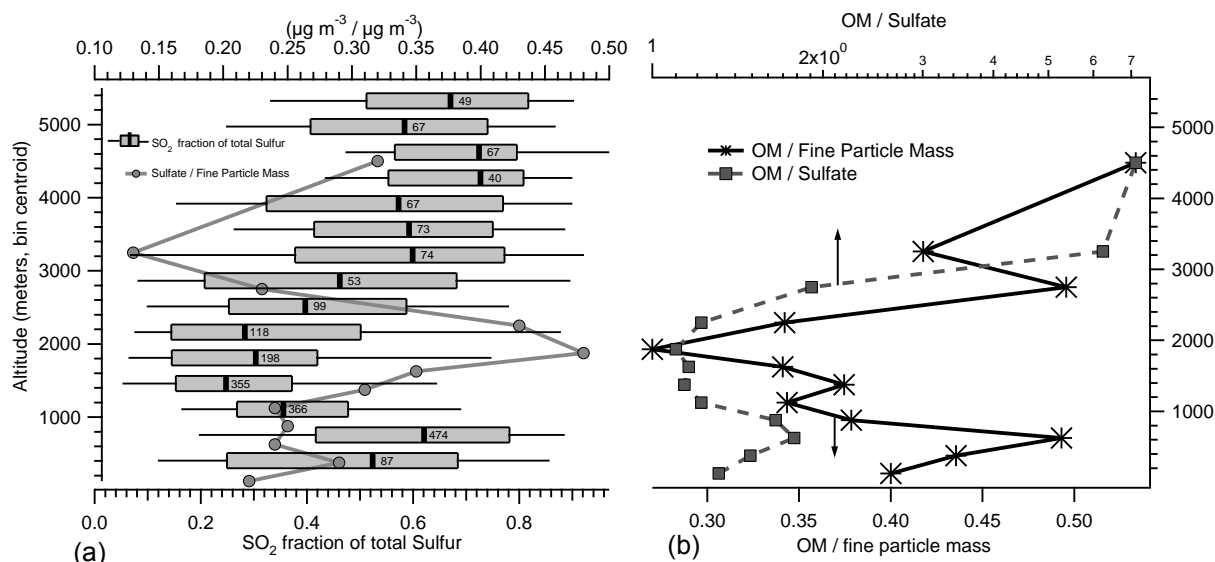 (µg m⁻³ / µg m⁻³)
0.10 0.15 0.20 0.25 0.30 0.35 0.40 0.45 0.50
Altitude (meters, bin centroid)
5000
4000
3000
2000
1000
SO₂ fraction of total Sulfur
Sulfate / Fine Particle Mass
49
67
67
40
67
73
74
53
99
118
198
355
366
474
87
0.0 0.2 0.4 0.6 0.8
(a)
SO₂ fraction of total Sulfur
OM / Sulfate
1 2x10⁰ 3 4 5 6 7
OM / Fine Particle Mass
OM / Sulfate
5000
4000
3000
2000
1000
0
0.30 0.35 0.40 0.45 0.50
(b)
OM / fine particle mass